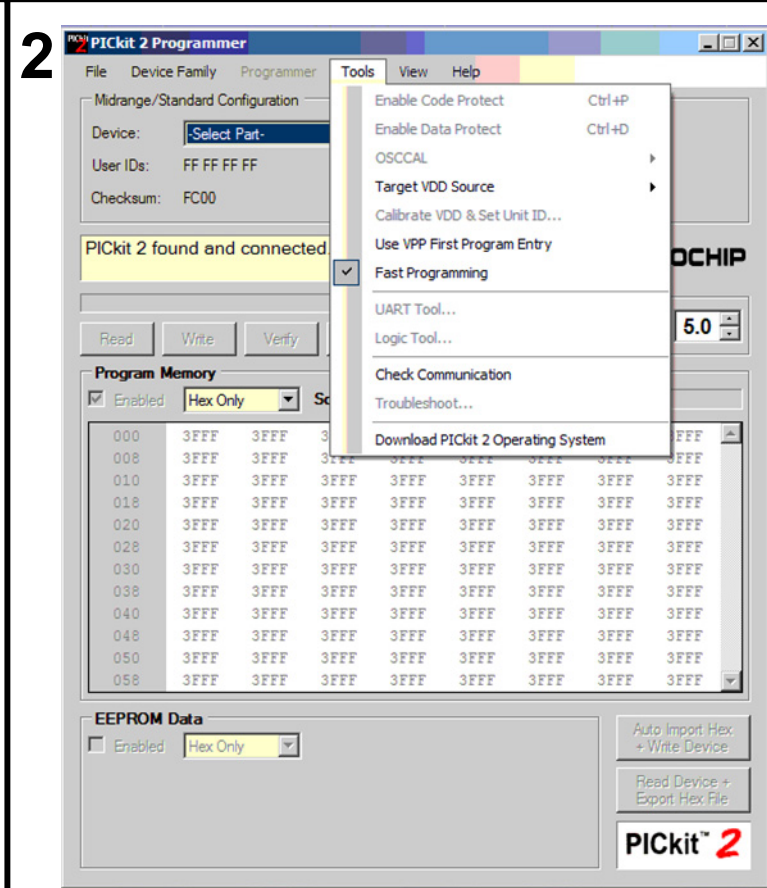 2
PICkit 2 Programmer
File Device Family Programmer Tools View Help
Midrange/Standard Configuration
Device: -Select Part-
User IDs: FF FF FF FF
Checksum: FC00
Enable Code Protect Ctrl+P
Enable Data Protect Ctrl+D
OSCCAL
Target VDD Source
Calibrate VDD & Set Unit ID...
Use VPP First Program Entry
Fast Programming
UART Tool...
Logic Tool...
Check Communication
Troubleshoot...
Download PICkit 2 Operating System
PICkit 2 found and connected.
OCHIP
5.0
Read Write Verify
Program Memory
Enabled Hex Only
000 3FFF 3FFF
008 3FFF 3FFF 3FFF 3FFF 3FFF 3FFF 3FFF 3FFF
010 3FFF 3FFF 3FFF 3FFF 3FFF 3FFF 3FFF 3FFF
018 3FFF 3FFF 3FFF 3FFF 3FFF 3FFF 3FFF 3FFF
020 3FFF 3FFF 3FFF 3FFF 3FFF 3FFF 3FFF 3FFF
028 3FFF 3FFF 3FFF 3FFF 3FFF 3FFF 3FFF 3FFF
030 3FFF 3FFF 3FFF 3FFF 3FFF 3FFF 3FFF 3FFF
038 3FFF 3FFF 3FFF 3FFF 3FFF 3FFF 3FFF 3FFF
040 3FFF 3FFF 3FFF 3FFF 3FFF 3FFF 3FFF 3FFF
048 3FFF 3FFF 3FFF 3FFF 3FFF 3FFF 3FFF 3FFF
050 3FFF 3FFF 3FFF 3FFF 3FFF 3FFF 3FFF 3FFF
058 3FFF 3FFF 3FFF 3FFF 3FFF 3FFF 3FFF 3FFF
EEPROM Data
Enabled Hex Only
Auto Import Hex
+ Write Device
Read Device +
Export Hex File
PICkit™ 2